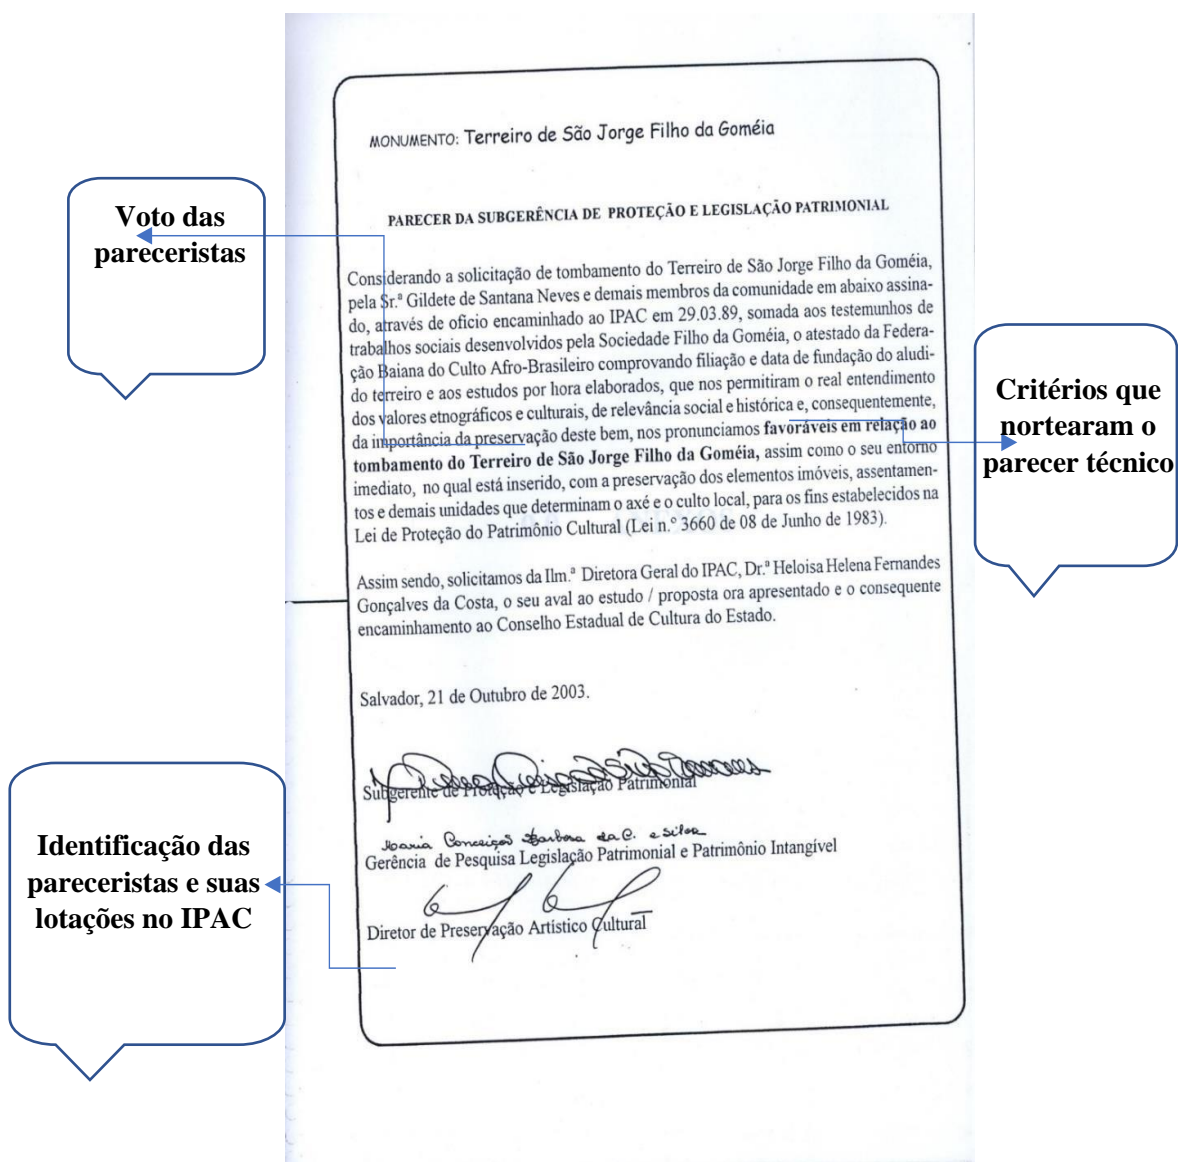 MONUMENTO: Terreiro de São Jorge Filho da Goméia
PARECER DA SUBGERÊNCIA DE PROTEÇÃO E LEGISLAÇÃO PATRIMONIAL
Considerando a solicitação de tombamento do Terreiro de São Jorge Filho da Goméia,
pela Sr.ª Gildete de Santana Neves e demais membros da comunidade em abaixo assina-
do, através de ofício encaminhado ao IPAC em 29.03.89, somada aos testemunhos de
trabalhos sociais desenvolvidos pela Sociedade Filho da Goméia, o atestado da Federa-
ção Baiana do Culto Afro-Brasileiro comprovando filiação e data de fundação do aludi-
do terreiro e aos estudos por hora elaborados, que nos permitiram o real entendimento
dos valores etnográficos e culturais, de relevância social e histórica e, consequentemente,
da importância da preservação deste bem, nos pronunciamos favoráveis em relação ao
tombamento do Terreiro de São Jorge Filho da Goméia, assim como o seu entorno
imediato, no qual está inserido, com a preservação dos elementos imóveis, assentamen-
tos e demais unidades que determinam o axé e o culto local, para os fins estabelecidos na
Lei de Proteção do Patrimônio Cultural (Lei n.º 3660 de 08 de Junho de 1983).
Assim sendo, solicitamos da Ilm.ª Diretora Geral do IPAC, Dr.ª Heloisa Helena Fernandes
Gonçalves da Costa, o seu aval ao estudo / proposta ora apresentado e o consequente
encaminhamento ao Conselho Estadual de Cultura do Estado.
Salvador, 21 de Outubro de 2003.
Subgerente de Proteção e Legislação Patrimonial
Maria Conceição Barbosa da C. e Silva
Gerência de Pesquisa Legislação Patrimonial e Patrimônio Intangível
Diretor de Preservação Artístico Cultural
Voto das
pareceristas
Critérios que
nortearam o
parecer técnico
Identificação das
pareceristas e suas
lotações no IPAC